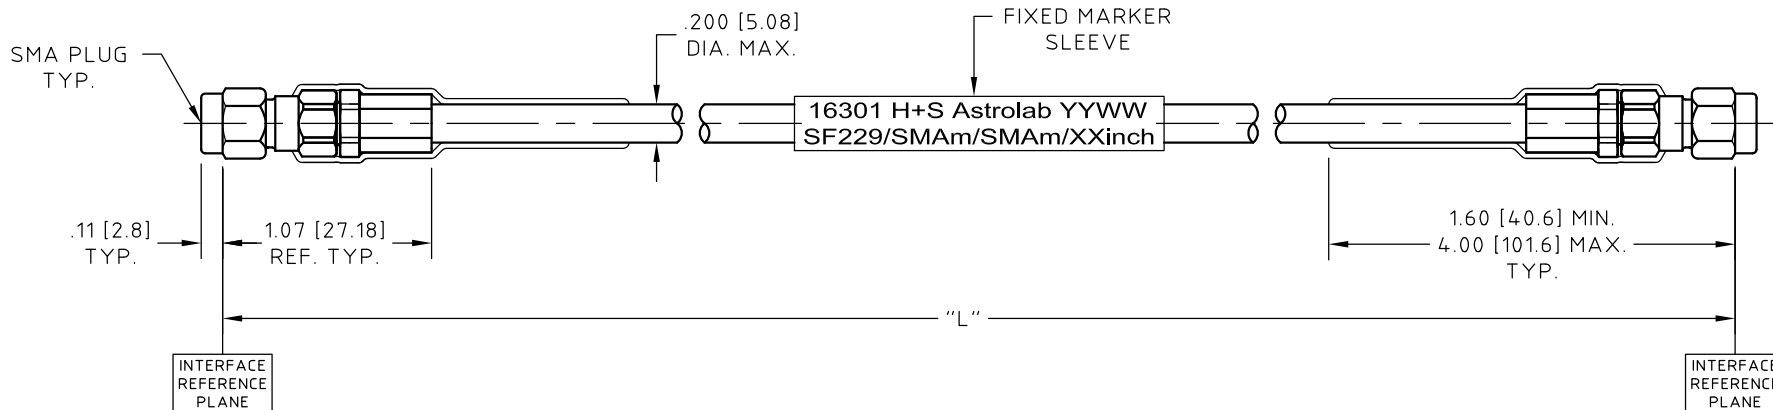 SMA PLUG
TYP.
.200 [5.08]
DIA. MAX.
FIXED MARKER
SLEEVE
16301 H+S Astrolab YYWW
SF229/SMAm/SMAm/XXinch
.11 [2.8]
TYP.
1.07 [27.18]
REF. TYP.
1.60 [40.6] MIN.
4.00 [101.6] MAX.
TYP.
"L"
INTERFACE
REFERENCE
PLANE
INTERFACE
REFERENCE
PLANE